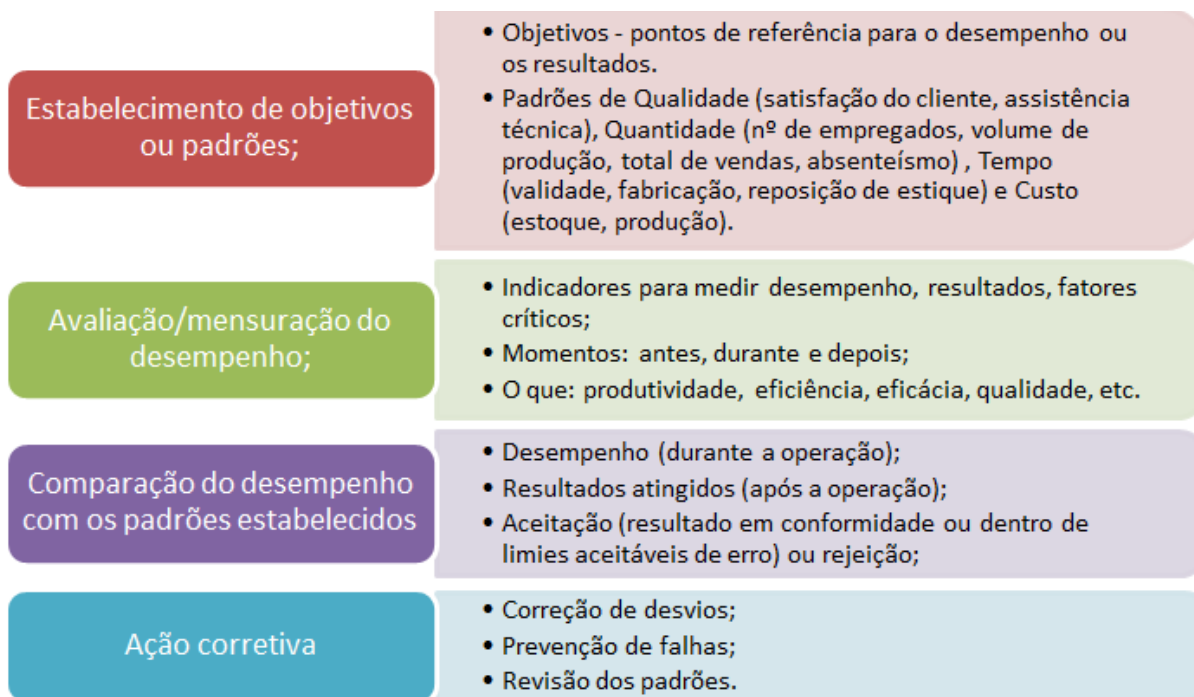 Estabelecimento de objetivos
ou padrões;
• Objetivos - pontos de referência para o desempenho ou
os resultados.
• Padrões de Qualidade (satisfação do cliente, assistência
técnica), Quantidade (nº de empregados, volume de
produção, total de vendas, absenteísmo) , Tempo
(validade, fabricação, reposição de estique) e Custo
(estoque, produção).
Avaliação/mensuração do
desempenho;
• Indicadores para medir desempenho, resultados, fatores
críticos;
• Momentos: antes, durante e depois;
• O que: produtividade, eficiência, eficácia, qualidade, etc.
Comparação do desempenho
com os padrões estabelecidos
• Desempenho (durante a operação);
• Resultados atingidos (após a operação);
• Aceitação (resultado em conformidade ou dentro de
limies aceitáveis de erro) ou rejeição;
Ação corretiva
• Correção de desvios;
• Prevenção de falhas;
• Revisão dos padrões.